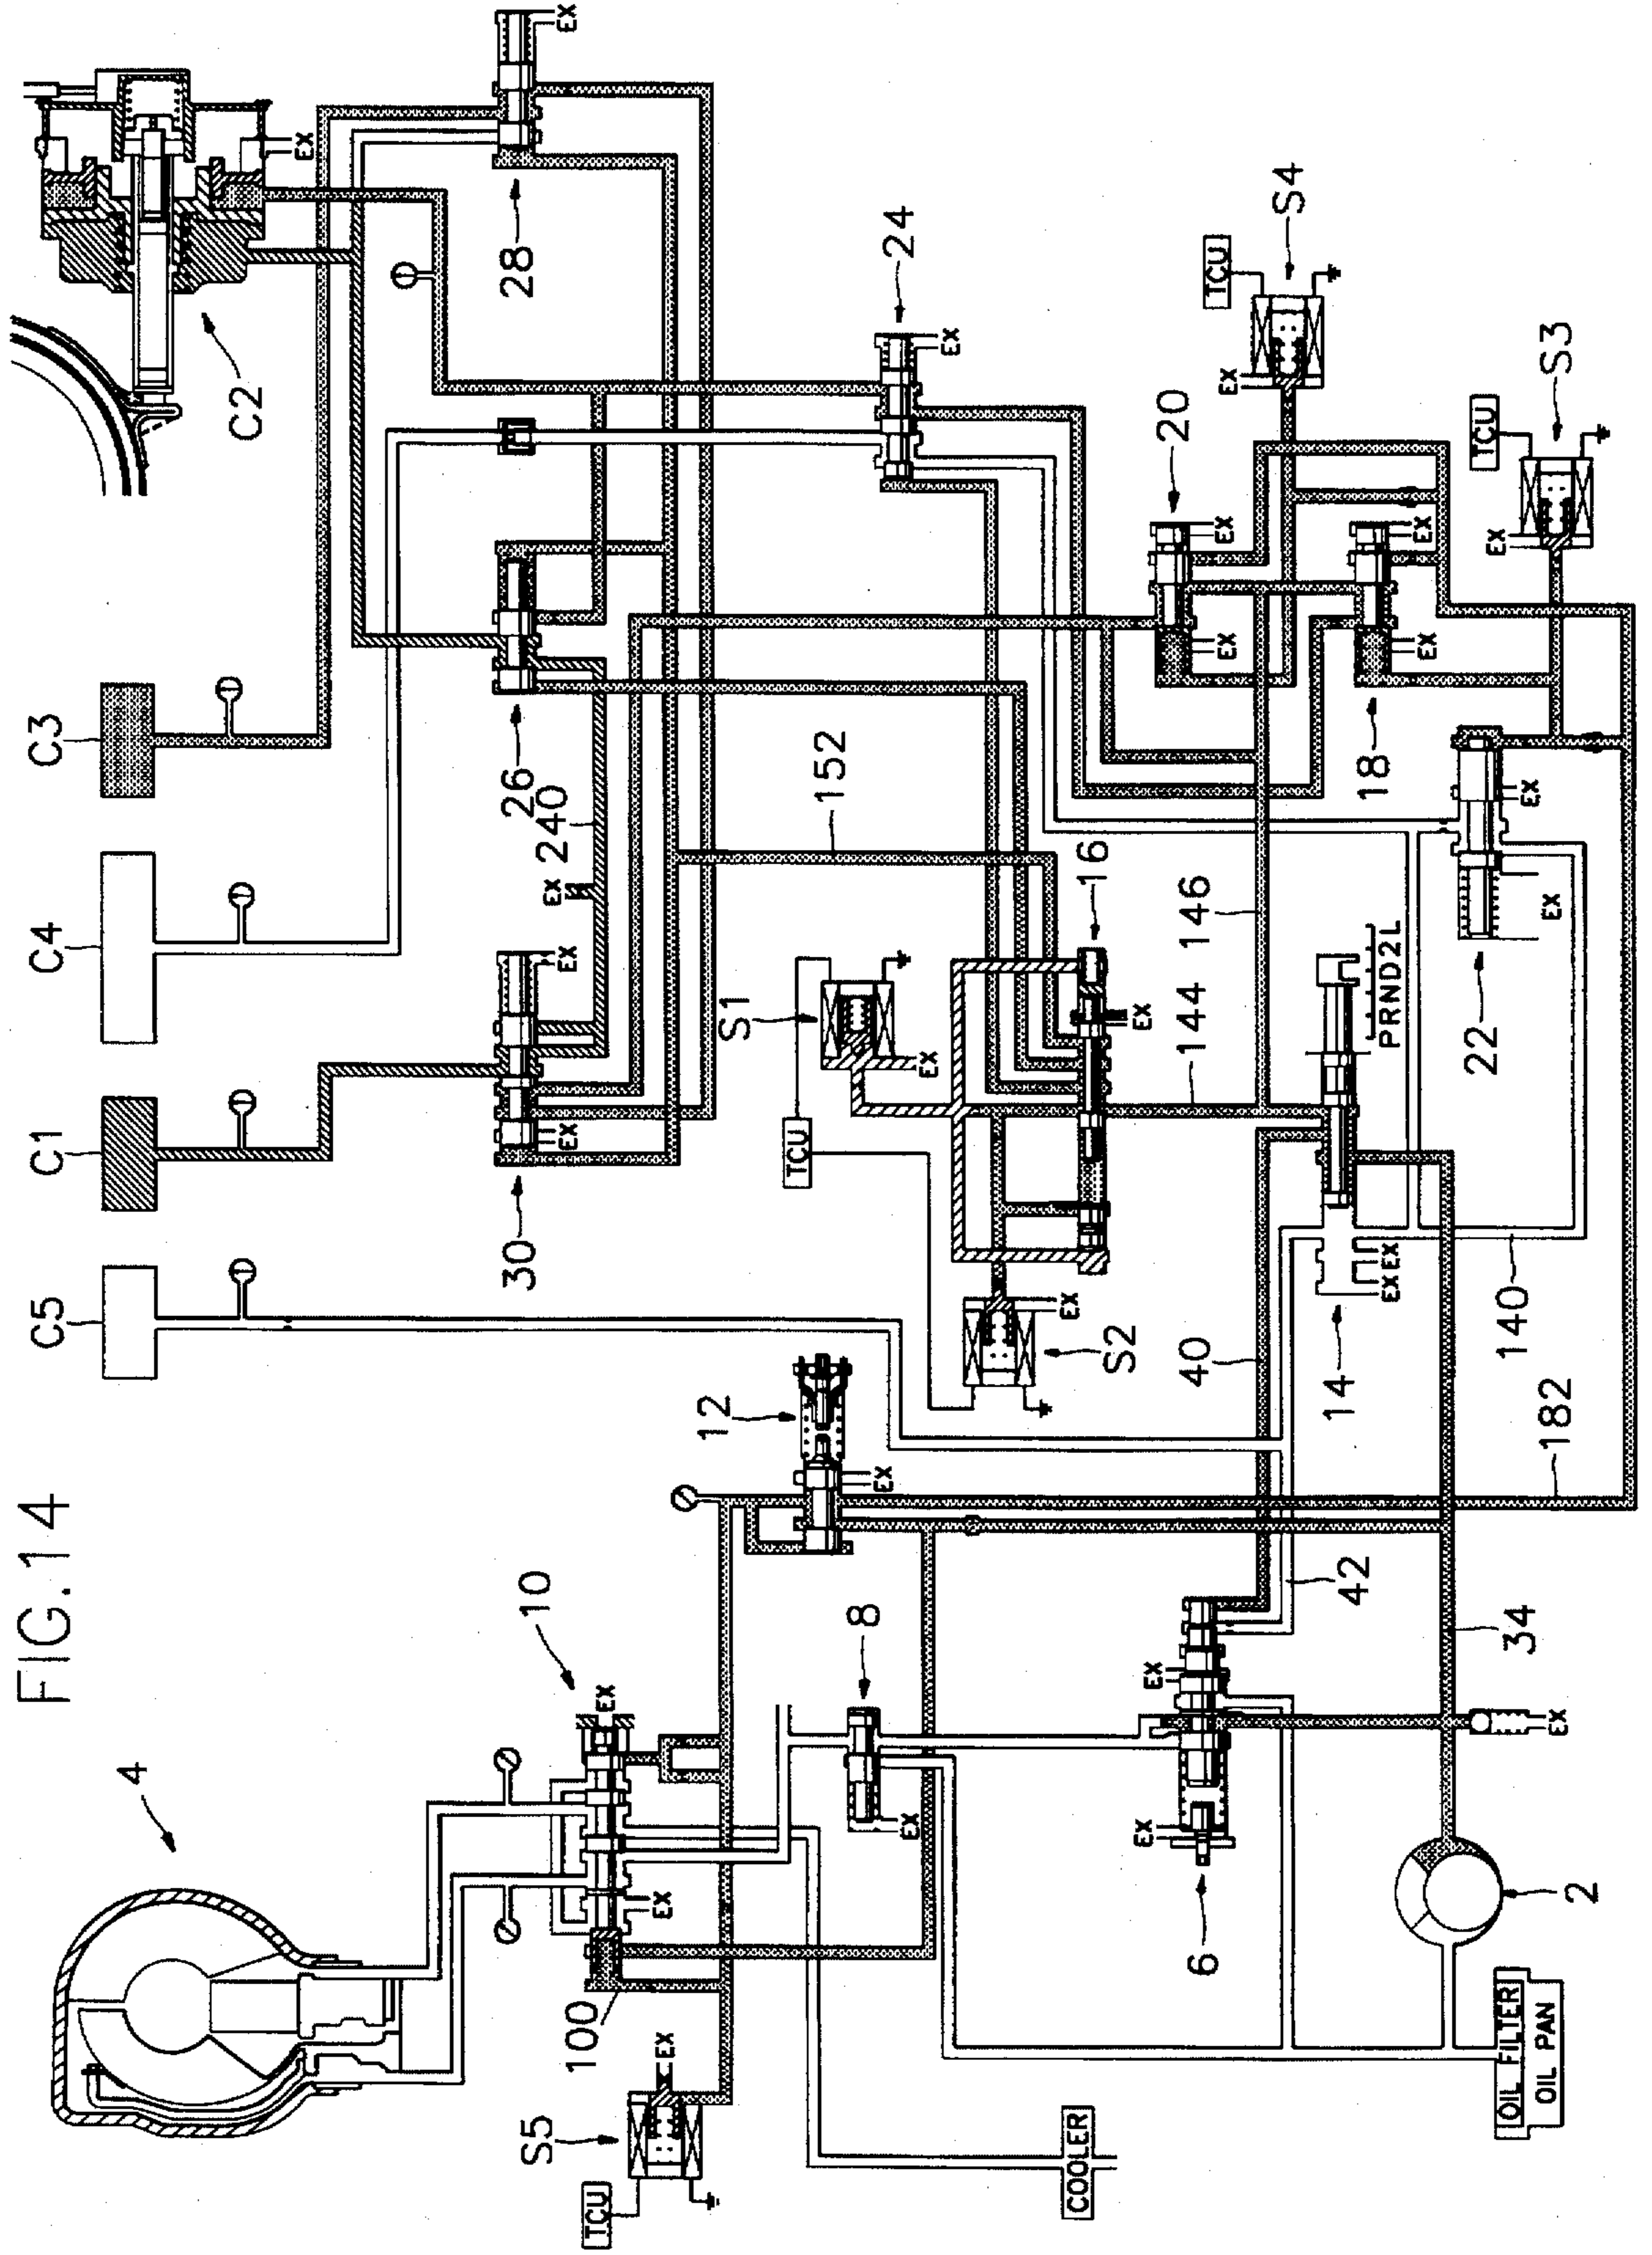 FIG.14
4
C5
C1
C4
C3
C2
EX
EX
28
10
EX
12
30
EX
EX
EX
240
26
24
EX
100
EX
S5
EX
TCU
8
EX
EX
TCU
S1
EX
152
16
EX
S2
EX
144
146
20
EX
EX
TCU
S4
EX
COOLER
6
EX
EX
40
42
14
EX EX
EX
PRND2L
18
EX
EX
TCU
S3
EX
22
EX
EX
140
182
34
EX
2
OIL FILTER
OIL PAN